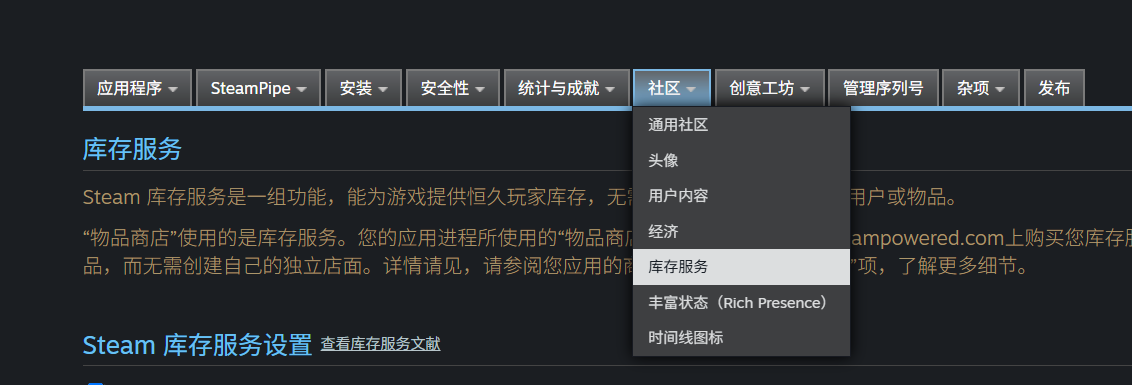 应用程序 SteamPipe 安装 安全性 统计与成就 社区 创意工坊 管理序列号 杂项 发布
通用社区
头像
用户内容
经济
库存服务
丰富状态（Rich Presence）
时间线图标
库存服务
Steam 库存服务是一组功能，能为游戏提供恒久玩家库存，无 用户或物品。
“物品商店”使用的是库存服务。您的应用进程所使用的“物品商 ampowered.com上购买您库存
品，而无需创建自己的独立店面。详情请见，请参阅您应用的 ”项，了解更多细节。
Steam 库存服务设置 查看库存服务文献